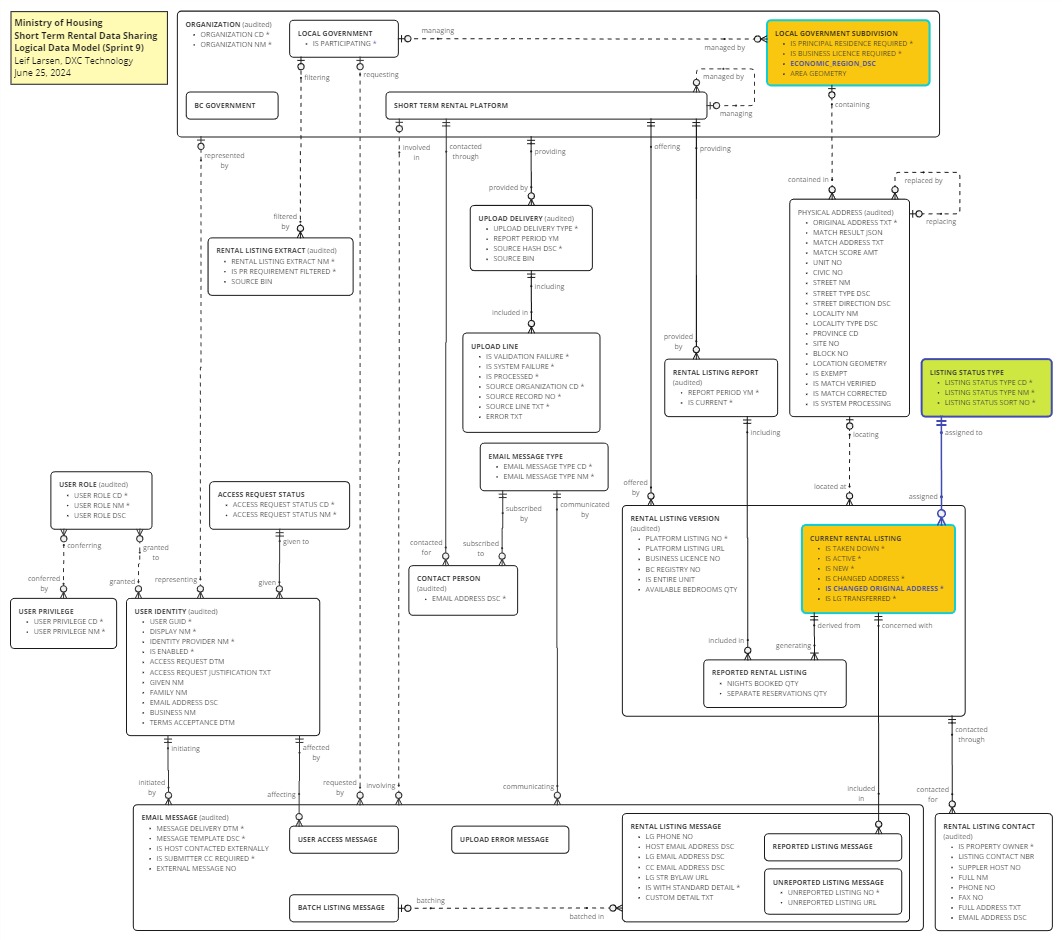 Ministry of Housing
Short Term Rental Data Sharing
Logical Data Model (Sprint 9)
Leif Larsen, DXC Technology
June 25, 2024
ORGANIZATION (audited)
• ORGANIZATION CD *
• ORGANIZATION NM *
LOCAL GOVERNMENT
• IS PARTICIPATING *
managing
managed by
LOCAL GOVERNMENT SUBDIVISION
• IS PRINCIPAL RESIDENCE REQUIRED *
• IS BUSINESS LICENCE REQUIRED *
• ECONOMIC_REGION_DSC
• AREA GEOMETRY
filtering
requesting
managed by
managing
BC GOVERNMENT
SHORT TERM RENTAL PLATFORM
containing
represented
by
involved
in
contacted
through
providing
offering
providing
contained in
replaced by
replacing
provided by
filtered
by
UPLOAD DELIVERY (audited)
• UPLOAD DELIVERY TYPE *
• REPORT PERIOD YM
• SOURCE HASH DSC *
• SOURCE BIN
PHYSICAL ADDRESS (audited)
• ORIGINAL ADDRESS TXT *
• MATCH RESULT JSON
• MATCH ADDRESS TXT
• MATCH SCORE AMT
• UNIT NO
• CIVIC NO
• STREET NM
• STREET TYPE DSC
• STREET DIRECTION DSC
• LOCALITY NM
• LOCALITY TYPE DSC
• PROVINCE CD
• SITE NO
• BLOCK NO
• LOCATION GEOMETRY
• IS EXEMPT
• IS MATCH VERIFIED
• IS MATCH CORRECTED
• IS SYSTEM PROCESSING
RENTAL LISTING EXTRACT (audited)
• RENTAL LISTING EXTRACT NM *
• IS PR REQUIREMENT FILTERED *
• SOURCE BIN
including
included in
UPLOAD LINE
• IS VALIDATION FAILURE *
• IS SYSTEM FAILURE *
• IS PROCESSED *
• SOURCE ORGANIZATION CD *
• SOURCE RECORD NO *
• SOURCE LINE TXT *
• ERROR TXT
provided
by
RENTAL LISTING REPORT
(audited)
• REPORT PERIOD YM *
• IS CURRENT *
LISTING STATUS TYPE
• LISTING STATUS TYPE CD *
• LISTING STATUS TYPE NM *
• LISTING STATUS SORT NO *
including
locating
assigned to
EMAIL MESSAGE TYPE
• EMAIL MESSAGE TYPE CD *
• EMAIL MESSAGE TYPE NM *
USER ROLE (audited)
• USER ROLE CD *
• USER ROLE NM *
• USER ROLE DSC
ACCESS REQUEST STATUS
• ACCESS REQUEST STATUS CD *
• ACCESS REQUEST STATUS NM *
offered
by
located at
assigned
subscribed
by
communicated
by
conferring
granted
to
given to
contacted
for
subscribed
to
RENTAL LISTING VERSION
(audited)
• PLATFORM LISTING NO *
• PLATFORM LISTING URL
• BUSINESS LICENCE NO
• BC REGISTRY NO
• IS ENTIRE UNIT
• AVAILABLE BEDROOMS QTY
CURRENT RENTAL LISTING
• IS TAKEN DOWN *
• IS ACTIVE *
• IS NEW *
• IS CHANGED ADDRESS *
• IS CHANGED ORIGINAL ADDRESS *
• IS LG TRANSFERRED *
conferred
by
granted
representing
given
CONTACT PERSON
(audited)
• EMAIL ADDRESS DSC *
USER PRIVILEGE
• USER PRIVILEGE CD *
• USER PRIVILEGE NM *
USER IDENTITY (audited)
• USER GUID *
• DISPLAY NM *
• IDENTITY PROVIDER NM *
• IS ENABLED *
• ACCESS REQUEST DTM
• ACCESS REQUEST JUSTIFICATION TXT
• GIVEN NM
• FAMILY NM
• EMAIL ADDRESS DSC
• BUSINESS NM
• TERMS ACCEPTANCE DTM
derived from
concerned with
included in
generating
REPORTED RENTAL LISTING
• NIGHTS BOOKED QTY
• SEPARATE RESERVATIONS QTY
contacted
through
initiating
affected
by
initiated
by
affecting
requested
by
involving
communicating
included
in
contacted
for
EMAIL MESSAGE (audited)
• MESSAGE DELIVERY DTM *
• MESSAGE TEMPLATE DSC *
• IS HOST CONTACTED EXTERNALLY
• IS SUBMITTER CC REQUIRED *
• EXTERNAL MESSAGE NO
USER ACCESS MESSAGE
UPLOAD ERROR MESSAGE
RENTAL LISTING MESSAGE
• LG PHONE NO
• HOST EMAIL ADDRESS DSC
• LG EMAIL ADDRESS DSC
• CC EMAIL ADDRESS DSC
• LG STR BYLAW URL
• IS WITH STANDARD DETAIL *
• CUSTOM DETAIL TXT
REPORTED LISTING MESSAGE
UNREPORTED LISTING MESSAGE
• UNREPORTED LISTING NO *
• UNREPORTED LISTING URL
BATCH LISTING MESSAGE
batching
batched in
RENTAL LISTING CONTACT
(audited)
• IS PROPERTY OWNER *
• LISTING CONTACT NBR
• SUPPLER HOST NO
• FULL NM
• PHONE NO
• FAX NO
• FULL ADDRESS TXT
• EMAIL ADDRESS DSC